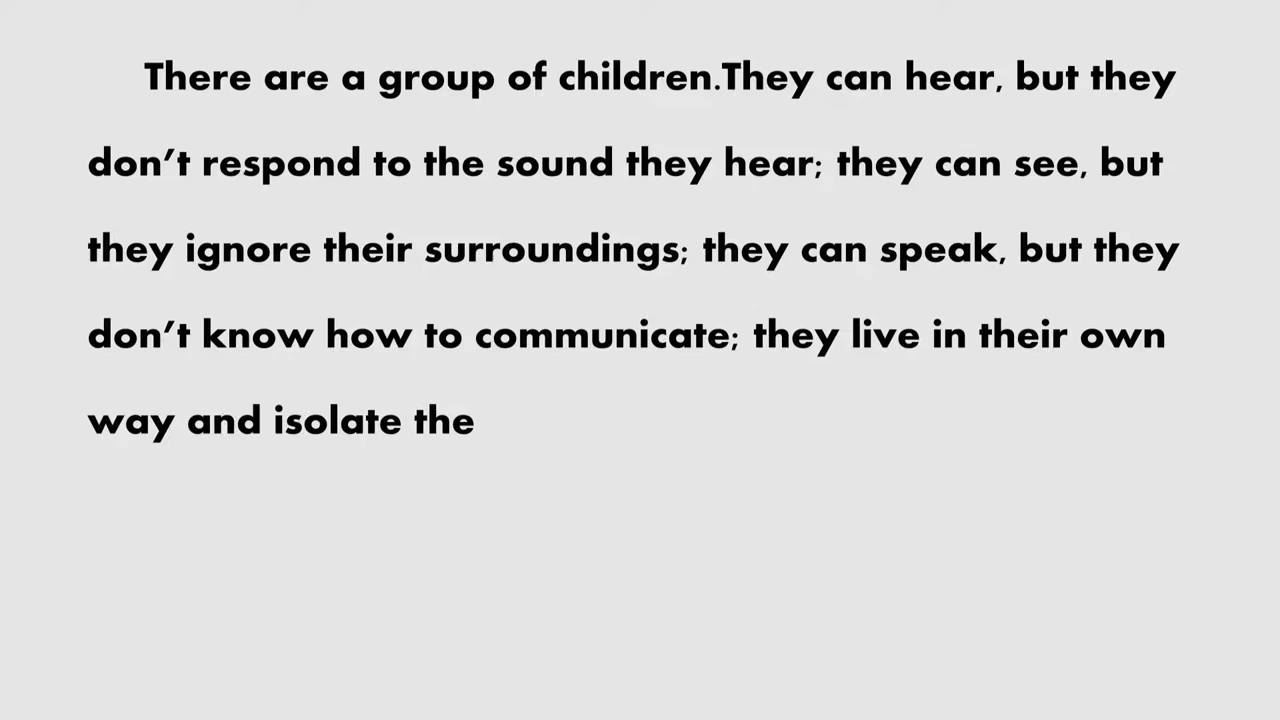 There are a group of children.They can hear, but they
don’t respond to the sound they hear; they can see, but
they ignore their surroundings; they can speak, but they
don’t know how to communicate; they live in their own
way and isolate the